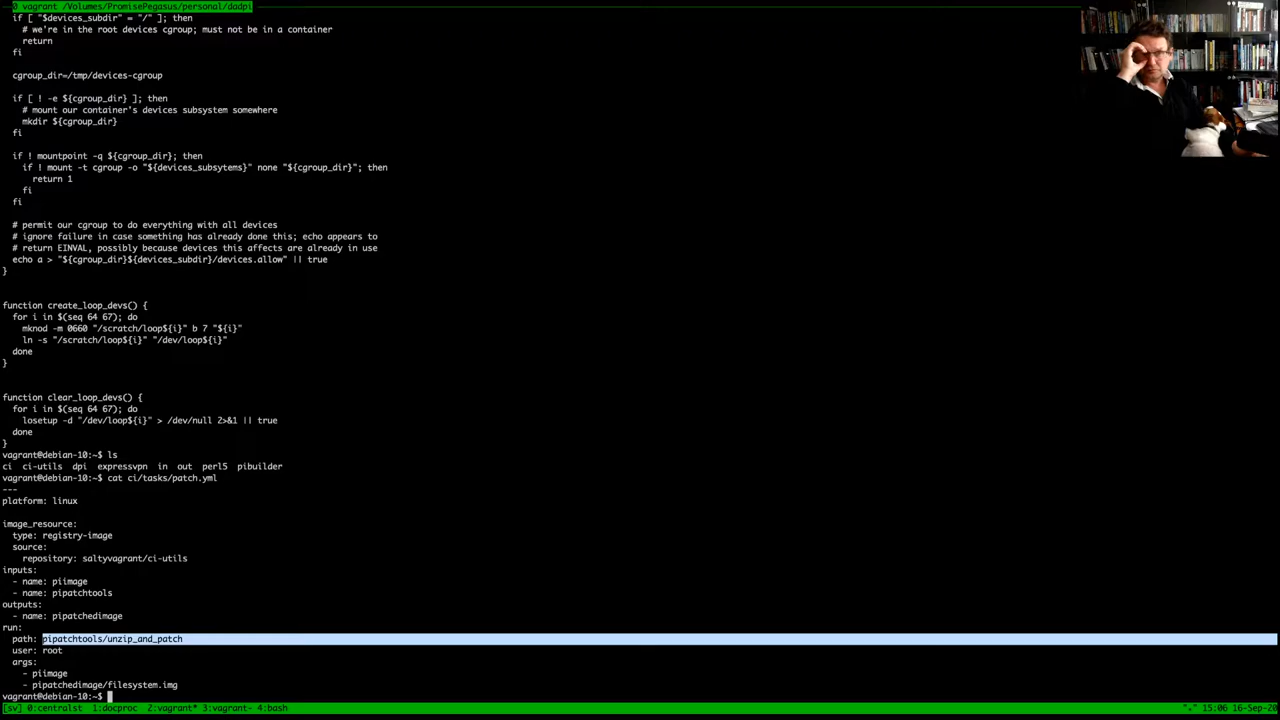 0 vagrant /Volumes/PromisePegasus/personal/dadpi
if [ "$devices_subdir" = "/" ]; then
# we're in the root devices cgroup; must not be in a container
return
fi
cgroup_dir=/tmp/devices-cgroup
if [ ! -e ${cgroup_dir} ]; then
# mount our container's devices subsystem somewhere
mkdir ${cgroup_dir}
fi
if ! mountpoint -q ${cgroup_dir}; then
if ! mount -t cgroup -o "${devices_subsytems}" none "${cgroup_dir}"; then
return 1
fi
fi
# permit our cgroup to do everything with all devices
# ignore failure in case something has already done this; echo appears to
# return EINVAL, possibly because devices this affects are already in use
echo a > "${cgroup_dir}${devices_subdir}/devices.allow" || true
}
function create_loop_devs() {
for i in $(seq 64 67); do
mknod -m 0660 "/scratch/loop${i}" b 7 "${i}"
ln -s "/scratch/loop${i}" "/dev/loop${i}"
done
}
function clear_loop_devs() {
for i in $(seq 64 67); do
losetup -d "/dev/loop${i}" > /dev/null 2>&1 || true
done
}
vagrant@debian-10:~$ ls
ci ci-utils dpi expressvpn in out perl5 pibuilder
vagrant@debian-10:~$ cat ci/tasks/patch.yml
---
platform: linux
image_resource:
type: registry-image
source:
repository: saltyvagrant/ci-utils
inputs:
- name: piimage
- name: pipatchtools
outputs:
- name: pipatchedimage
run:
path: pipatchtools/unzip_and_patch
user: root
args:
- piimage
- pipatchedimage/filesystem.img
vagrant@debian-10:~$
[sv] 0:centralst 1:docproc 2:vagrant* 3:vagrant- 4:bash
15:06 16-Sep-20